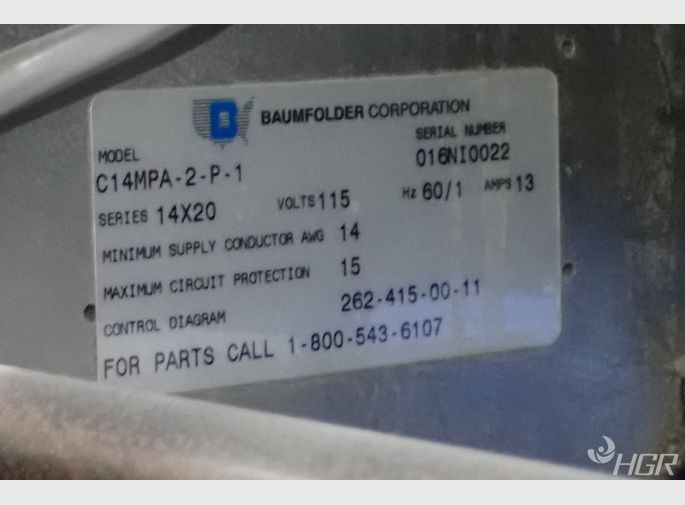 B BAUMFOLDER CORPORATION
MODEL SERIAL NUMBER
C14MPA-2-P-1 016NI0022
SERIES 14X20 VOLTS 115 Hz 60/1 AMPS 13
MINIMUM SUPPLY CONDUCTOR AWG 14
MAXIMUM CIRCUIT PROTECTION 15
CONTROL DIAGRAM 262-415-00-11
FOR PARTS CALL 1-800-543-6107
HGR